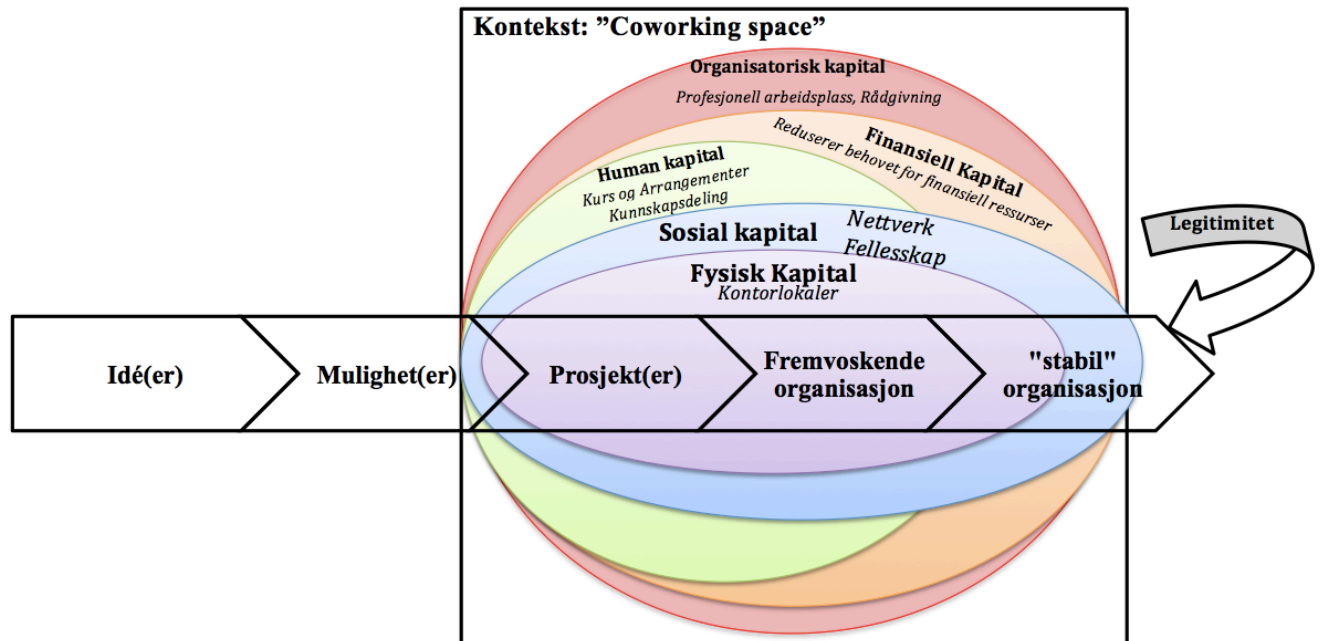 Kontekst: ”Coworking space”
Organisatorisk kapital
Profesjonell arbeidsplass, Rådgivning
Finansiell Kapital
Reduserer behovet for finansiell ressurser
Human kapital
Kurs og Arrangementer
Kunnskapsdeling
Sosial kapital
Nettverk
Fellesskap
Fysisk Kapital
Kontorlokaler
Legitimitet
Idé(er)
Mulighet(er)
Prosjekt(er)
Fremvoskende
organisasjon
"stabil"
organisasjon